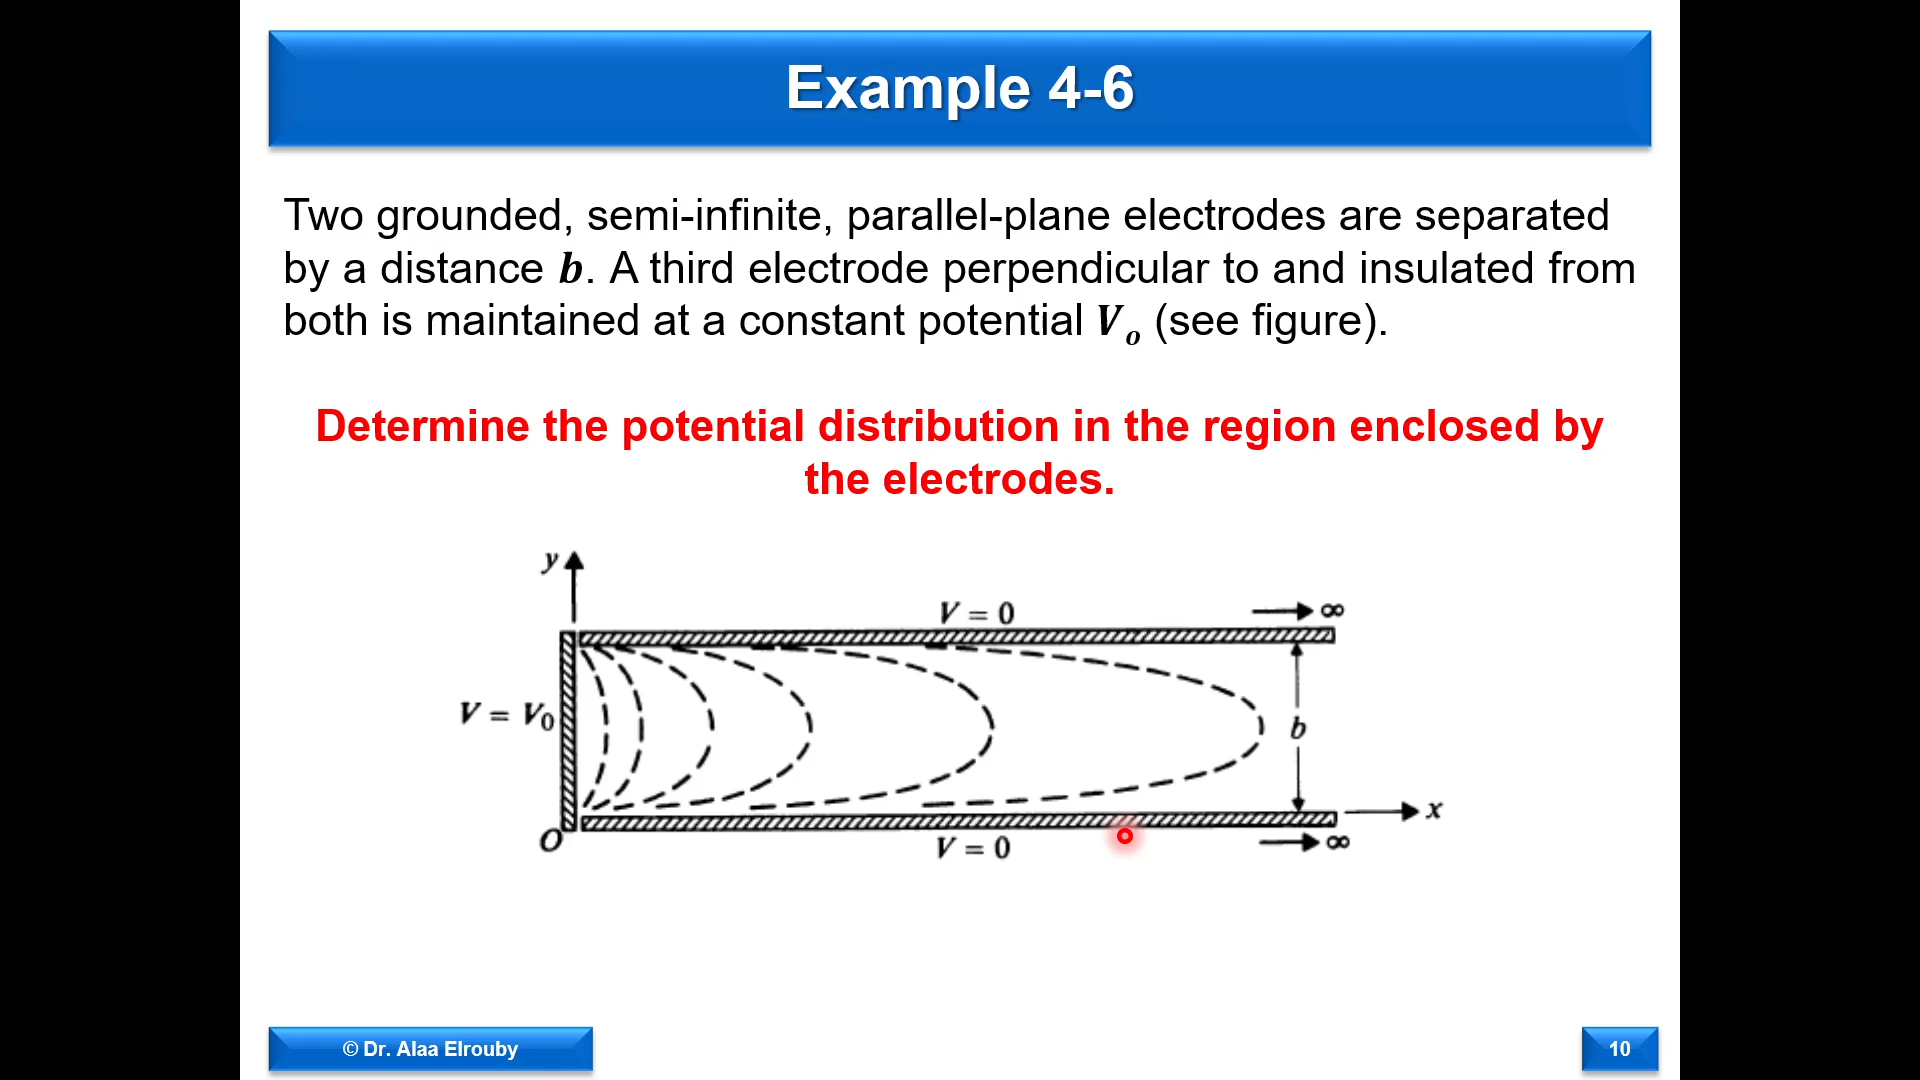 Example 4-6
Two grounded, semi-infinite, parallel-plane electrodes are separated
by a distance b. A third electrode perpendicular to and insulated from
both is maintained at a constant potential Vₒ (see figure).
Determine the potential distribution in the region enclosed by
the electrodes.
y
V = 0
∞
V = V₀
b
x
O
V = 0
∞
© Dr. Alaa Elrouby
10